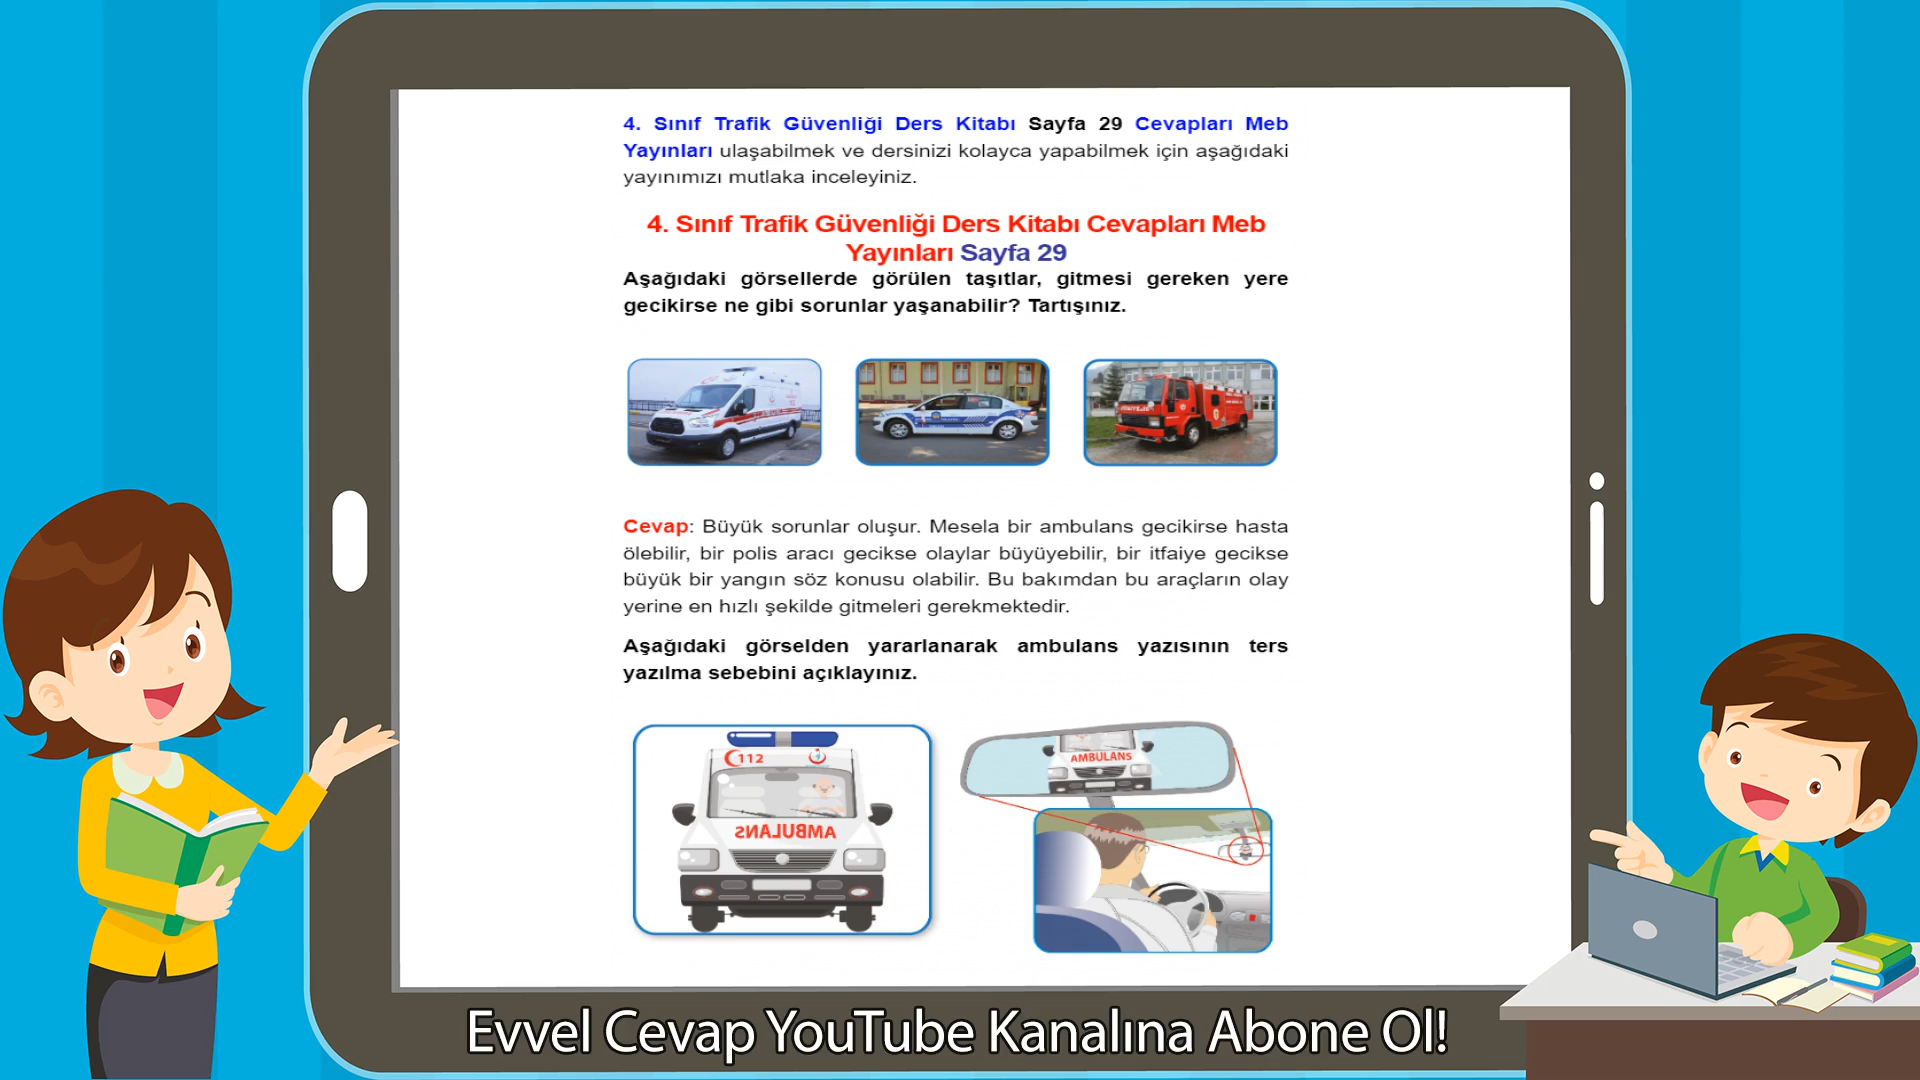 4. Sınıf Trafik Güvenliği Ders Kitabı Sayfa 29 Cevapları Meb
Yayınları ulaşabilmek ve dersinizi kolayca yapabilmek için aşağıdaki
yayınımızı mutlaka inceleyiniz.
4. Sınıf Trafik Güvenliği Ders Kitabı Cevapları Meb
Yayınları Sayfa 29
Aşağıdaki görsellerde görülen taşıtlar, gitmesi gereken yere
gecikirse ne gibi sorunlar yaşanabilir? Tartışınız.
Cevap: Büyük sorunlar oluşur. Mesela bir ambulans gecikirse hasta
ölebilir, bir polis aracı gecikse olaylar büyüyebilir, bir itfaiye gecikse
büyük bir yangın söz konusu olabilir. Bu bakımdan bu araçların olay
yerine en hızlı şekilde gitmeleri gerekmektedir.
Aşağıdaki görselden yararlanarak ambulans yazısının ters
yazılma sebebini açıklayınız.
112
AMBULANS
AMBULANS
Evvel Cevap YouTube Kanalına Abone Ol!